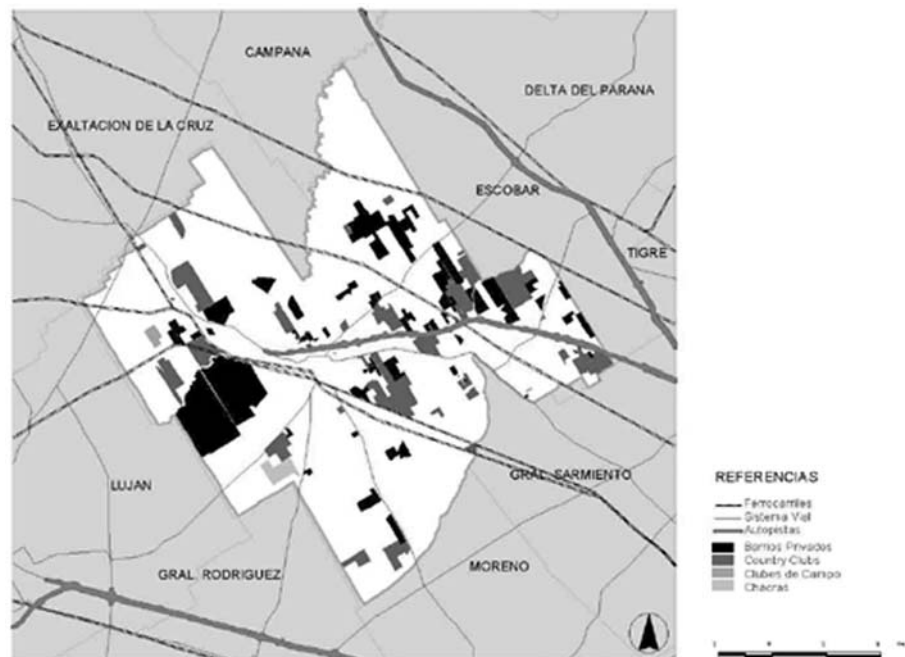 CAMPANA
DELTA DEL PARANA
EXALTACION DE LA CRUZ
ESCOBAR
TIGRE
LUJAN
GRAL. SARMIENTO
GRAL. RODRIGUEZ
MORENO
REFERENCIAS
Ferrocarriles
Sistema Vial
Autopistas
Barrios Privados
Country Clubs
Clubes de Campo
Chacras